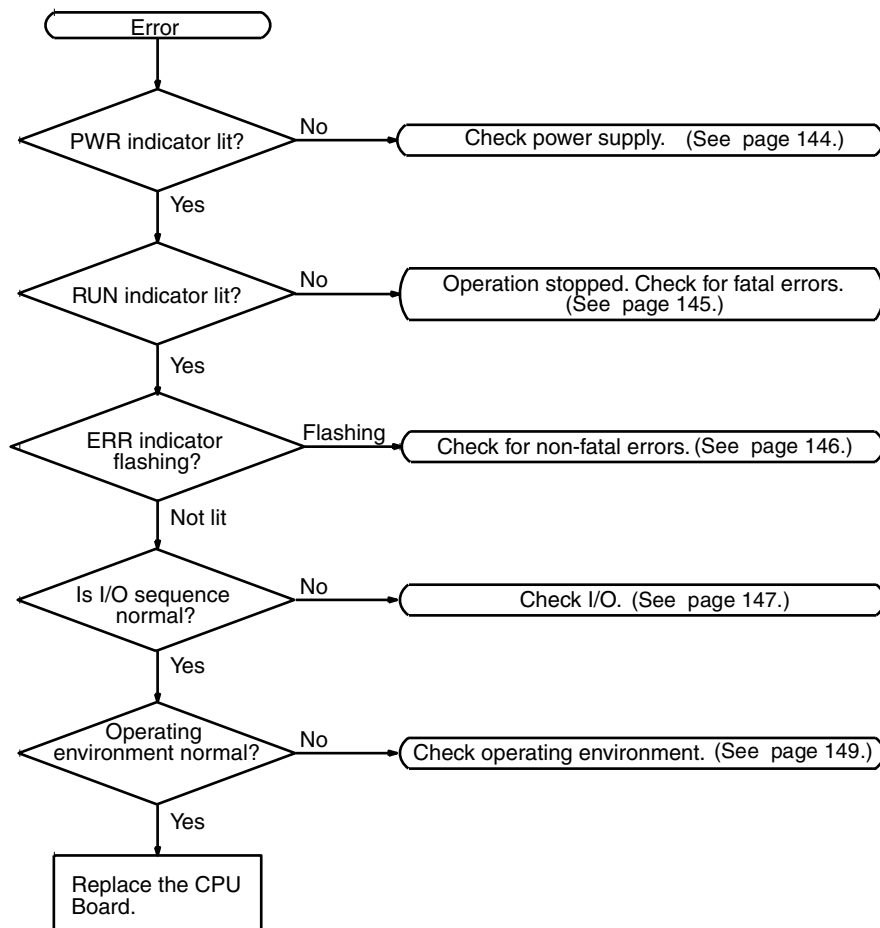 Error
PWR indicator lit?
No
Check power supply. (See page 144.)
Yes
RUN indicator lit?
No
Operation stopped. Check for fatal errors.
(See page 145.)
Yes
ERR indicator
flashing?
Flashing
Check for non-fatal errors. (See page 146.)
Not lit
Is I/O sequence
normal?
No
Check I/O. (See page 147.)
Yes
Operating
environment normal?
No
Check operating environment. (See page 149.)
Yes
Replace the CPU
Board.